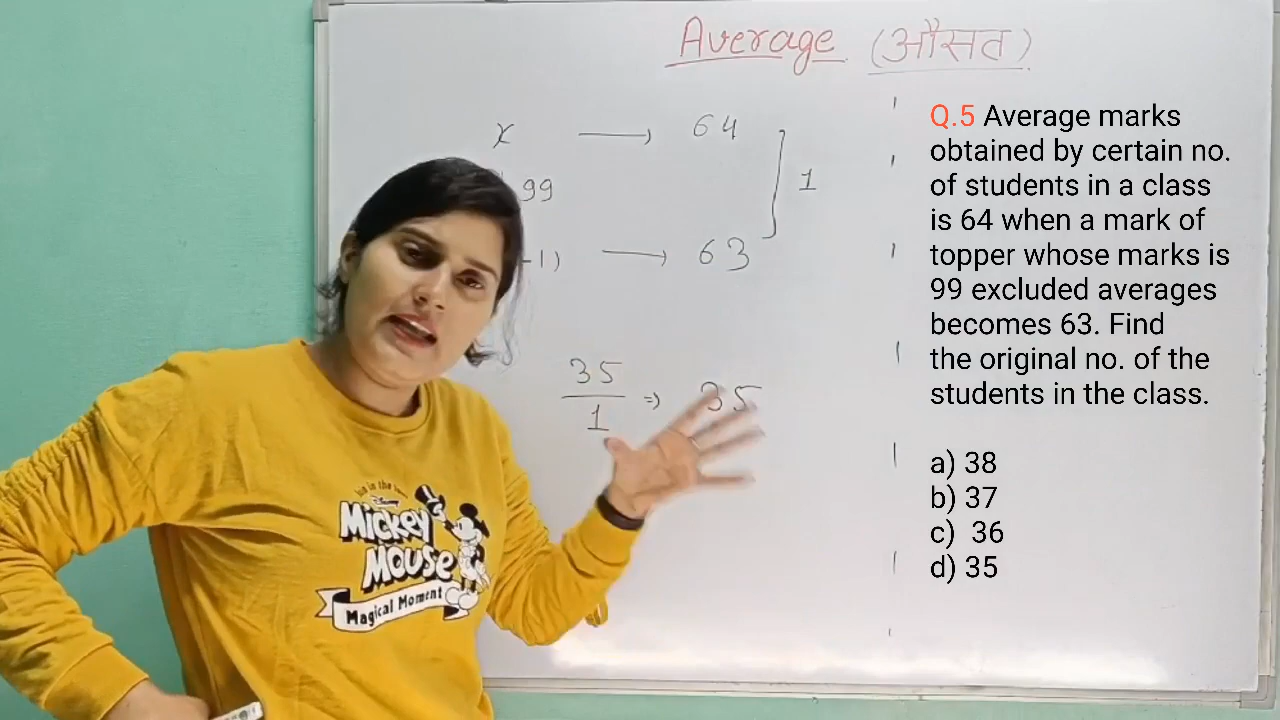 Average (औसत)
x → 64
99
1
-1) → 63
35
1
⇒ 35
Q.5 Average marks
obtained by certain no.
of students in a class
is 64 when a mark of
topper whose marks is
99 excluded averages
becomes 63. Find
the original no. of the
students in the class.
a) 38
b) 37
c) 36
d) 35
Disney
Mickey
Mouse
Magical Moment